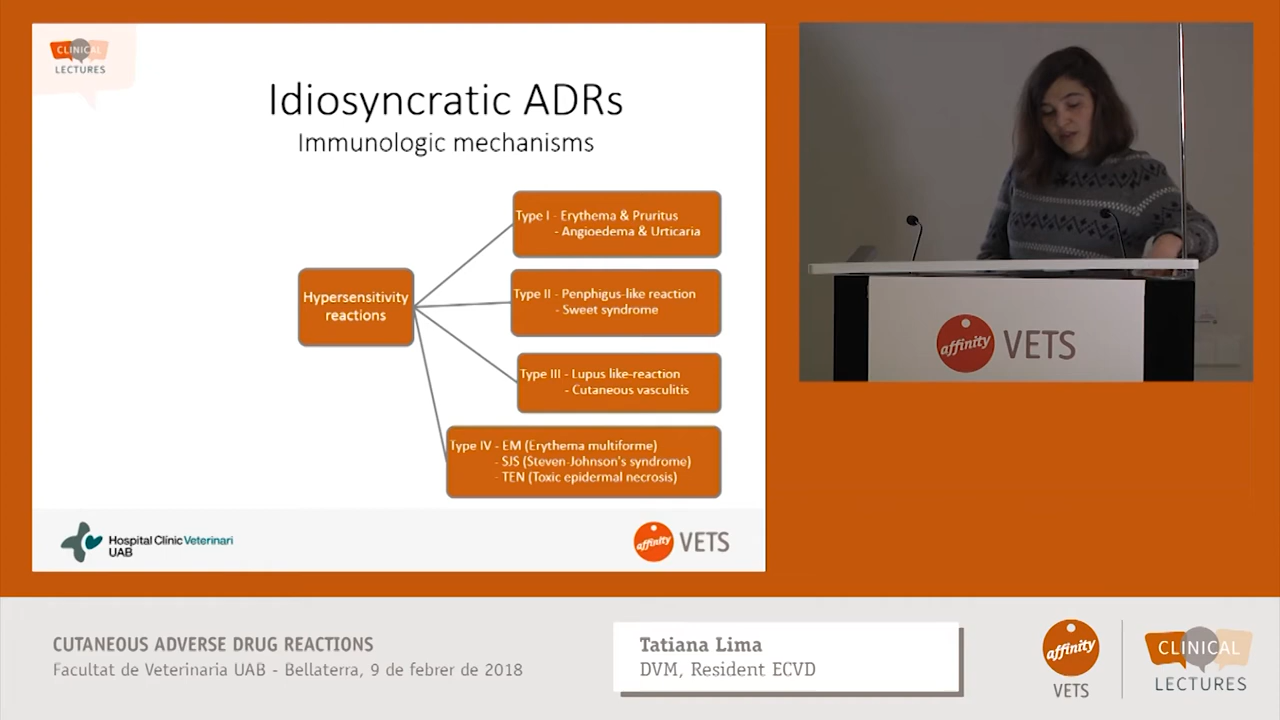 CLINICAL
LECTURES
Idiosyncratic ADRs
Immunologic mechanisms
Hypersensitivity
reactions
Type I - Erythema & Pruritus
- Angioedema & Urticaria
Type II - Penphigus-like reaction
- Sweet syndrome
Type III - Lupus like-reaction
- Cutaneous vasculitis
Type IV - EM (Erythema multiforme)
- SJS (Steven-Johnson's syndrome)
- TEN (Toxic epidermal necrosis)
Hospital Clínic Veterinari
UAB
affinity VETS
affinity VETS
CUTANEOUS ADVERSE DRUG REACTIONS
Facultat de Veterinaria UAB - Bellaterra, 9 de febrer de 2018
Tatiana Lima
DVM, Resident ECVD
affinity
VETS
CLINICAL
LECTURES